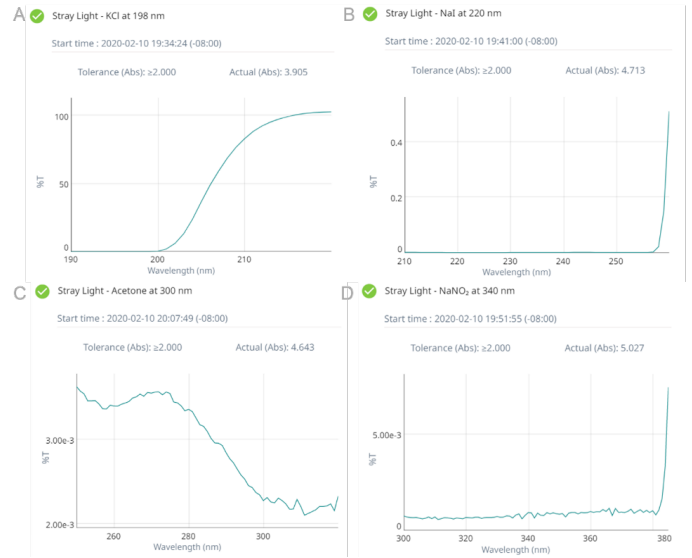 A Stray Light - KCl at 198 nm
Start time : 2020-02-10 19:34:24 (-08:00)
Tolerance (Abs): ≥2.000 Actual (Abs): 3.905
100
50
0
%T
190 200 210
Wavelength (nm)
B Stray Light - NaI at 220 nm
Start time : 2020-02-10 19:41:00 (-08:00)
Tolerance (Abs): ≥2.000 Actual (Abs): 4.713
0.4
0.2
0
%T
210 220 230 240 250
Wavelength (nm)
C Stray Light - Acetone at 300 nm
Start time : 2020-02-10 20:07:49 (-08:00)
Tolerance (Abs): ≥2.000 Actual (Abs): 4.643
3.00e-3
2.00e-3
%T
260 280 300
Wavelength (nm)
D Stray Light - NaNO₂ at 340 nm
Start time : 2020-02-10 19:51:55 (-08:00)
Tolerance (Abs): ≥2.000 Actual (Abs): 5.027
5.00e-3
0
%T
300 320 340 360 380
Wavelength (nm)